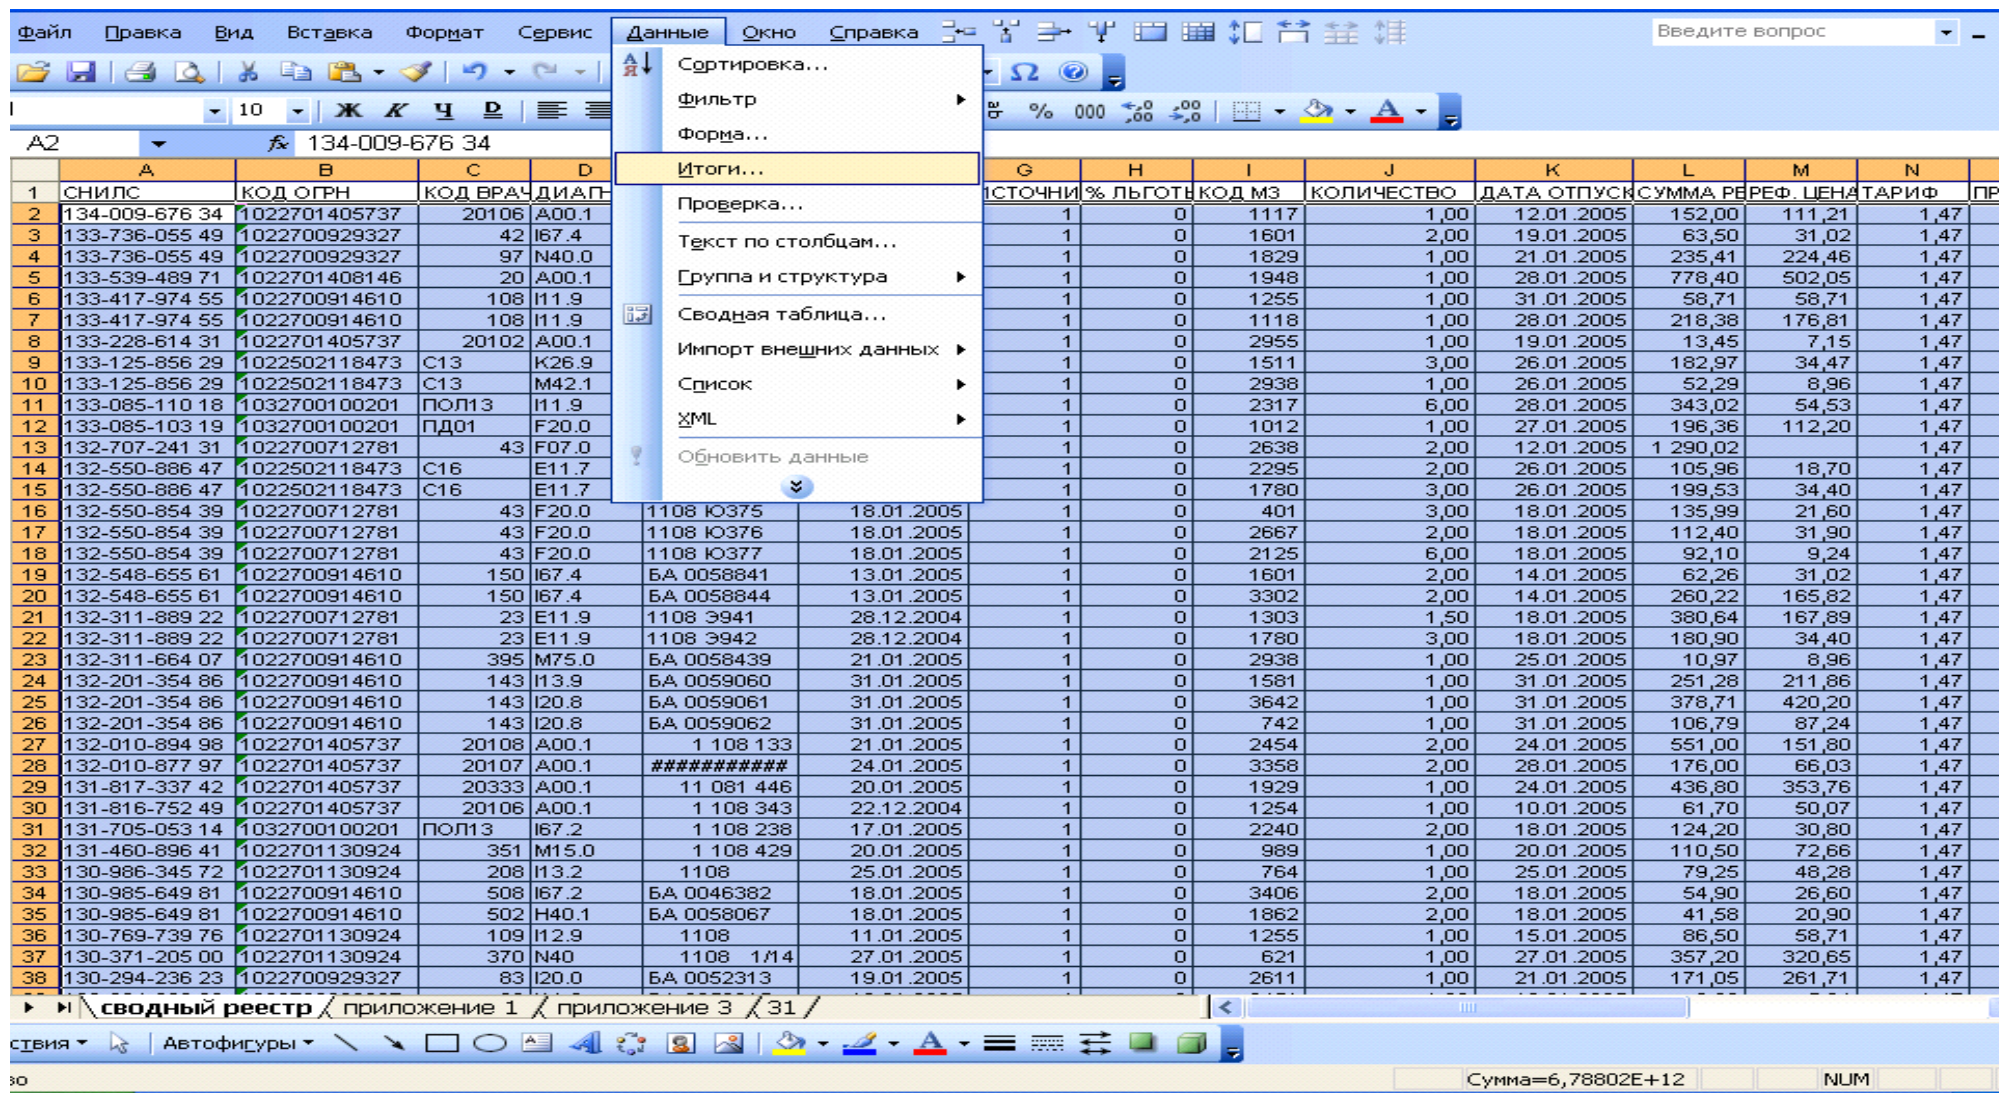 Файл Правка Вид Вставка Формат Сервис Данные Окно Справка Введите вопрос
10 Ж К Ч D % 000
A2 fx 134-009-676 34
Сортировка...
Фильтр
Форма...
Итоги...
Проверка...
Текст по столбцам...
Группа и структура
Сводная таблица...
Импорт внешних данных
Список
XML
Обновить данные
A B C D G H I J K L M N
1 СНИЛС КОД ОГРН КОД ВРАЧ ДИАГН ИСТОЧНИ % ЛЬГОТЬ КОД МЗ КОЛИЧЕСТВО ДАТА ОТПУСК СУММА РЕ РЕФ. ЦЕНА ТАРИФ ПР
2 134-009-676 34 1022701405737 20106 A00.1 1 0 1117 1,00 12.01.2005 152,00 111,21 1,47
3 133-736-055 49 1022700929327 42 I67.4 1 0 1601 2,00 19.01.2005 63,50 31,02 1,47
4 133-736-055 49 1022700929327 97 N40.0 1 0 1829 1,00 21.01.2005 235,41 224,46 1,47
5 133-539-489 71 1022701408146 20 A00.1 1 0 1948 1,00 28.01.2005 778,40 502,05 1,47
6 133-417-974 55 1022700914610 108 I11.9 1 0 1255 1,00 31.01.2005 58,71 58,71 1,47
7 133-417-974 55 1022700914610 108 I11.9 1 0 1118 1,00 28.01.2005 218,38 176,81 1,47
8 133-228-614 31 1022701405737 20102 A00.1 1 0 2955 1,00 19.01.2005 13,45 7,15 1,47
9 133-125-856 29 1022502118473 С13 K26.9 1 0 1511 3,00 26.01.2005 182,97 34,47 1,47
10 133-125-856 29 1022502118473 С13 M42.1 1 0 2938 1,00 26.01.2005 52,29 8,96 1,47
11 133-085-110 18 1032700100201 ПОЛ13 I11.9 1 0 2317 6,00 28.01.2005 343,02 54,53 1,47
12 133-085-103 19 1032700100201 ПД01 F20.0 1 0 1012 1,00 27.01.2005 196,36 112,20 1,47
13 132-707-241 31 1022700712781 43 F07.0 1 0 2638 2,00 12.01.2005 1 290,02 1,47
14 132-550-886 47 1022502118473 С16 E11.7 1 0 2295 2,00 26.01.2005 105,96 18,70 1,47
15 132-550-886 47 1022502118473 С16 E11.7 1 0 1780 3,00 26.01.2005 199,53 34,40 1,47
16 132-550-854 39 1022700712781 43 F20.0 1108 Ю375 18.01.2005 1 0 401 3,00 18.01.2005 135,99 21,60 1,47
17 132-550-854 39 1022700712781 43 F20.0 1108 Ю376 18.01.2005 1 0 2667 2,00 18.01.2005 112,40 31,90 1,47
18 132-550-854 39 1022700712781 43 F20.0 1108 Ю377 18.01.2005 1 0 2125 6,00 18.01.2005 92,10 9,24 1,47
19 132-548-655 61 1022700914610 150 I67.4 БА 0058841 13.01.2005 1 0 1601 2,00 14.01.2005 62,26 31,02 1,47
20 132-548-655 61 1022700914610 150 I67.4 БА 0058844 13.01.2005 1 0 3302 2,00 14.01.2005 260,22 165,82 1,47
21 132-311-889 22 1022700712781 23 E11.9 1108 Э941 28.12.2004 1 0 1303 1,50 18.01.2005 380,64 167,89 1,47
22 132-311-889 22 1022700712781 23 E11.9 1108 Э942 28.12.2004 1 0 1780 3,00 18.01.2005 180,90 34,40 1,47
23 132-311-664 07 1022700914610 395 M75.0 БА 0058439 21.01.2005 1 0 2938 1,00 25.01.2005 10,97 8,96 1,47
24 132-201-354 86 1022700914610 143 I13.9 БА 0059060 31.01.2005 1 0 1581 1,00 31.01.2005 251,28 211,86 1,47
25 132-201-354 86 1022700914610 143 I20.8 БА 0059061 31.01.2005 1 0 3642 1,00 31.01.2005 378,71 420,20 1,47
26 132-201-354 86 1022700914610 143 I20.8 БА 0059062 31.01.2005 1 0 742 1,00 31.01.2005 106,79 87,24 1,47
27 132-010-894 98 1022701405737 20108 A00.1 1 108 133 21.01.2005 1 0 2454 2,00 24.01.2005 551,00 151,80 1,47
28 132-010-877 97 1022701405737 20107 A00.1 ########### 24.01.2005 1 0 3358 2,00 28.01.2005 176,00 66,03 1,47
29 131-817-337 42 1022701405737 20333 A00.1 11 081 446 20.01.2005 1 0 1929 1,00 24.01.2005 436,80 353,76 1,47
30 131-816-752 49 1022701405737 20106 A00.1 1 108 343 22.12.2004 1 0 1254 1,00 10.01.2005 61,70 50,07 1,47
31 131-705-053 14 1032700100201 ПОЛ13 I67.2 1 108 238 17.01.2005 1 0 2240 2,00 18.01.2005 124,20 30,80 1,47
32 131-460-896 41 1022701130924 351 M15.0 1 108 429 20.01.2005 1 0 989 1,00 20.01.2005 110,50 72,66 1,47
33 130-986-345 72 1022701130924 208 I13.2 1108 25.01.2005 1 0 764 1,00 25.01.2005 79,25 48,28 1,47
34 130-985-649 81 1022700914610 508 I67.2 БА 0046382 18.01.2005 1 0 3406 2,00 18.01.2005 54,90 26,60 1,47
35 130-985-649 81 1022700914610 502 H40.1 БА 0058067 18.01.2005 1 0 1862 2,00 18.01.2005 41,58 20,90 1,47
36 130-769-739 76 1022701130924 109 I12.9 1108 11.01.2005 1 0 1255 1,00 15.01.2005 86,50 58,71 1,47
37 130-371-205 00 1022701130924 370 N40 1108 1/14 27.01.2005 1 0 621 1,00 27.01.2005 357,20 320,65 1,47
38 130-294-236 23 1022700929327 83 I20.0 БА 0052313 19.01.2005 1 0 2611 1,00 21.01.2005 171,05 261,71 1,47
сводный реестр приложение 1 приложение 3 31
ствия Автофигуры
во Сумма=6,78802E+12 NUM